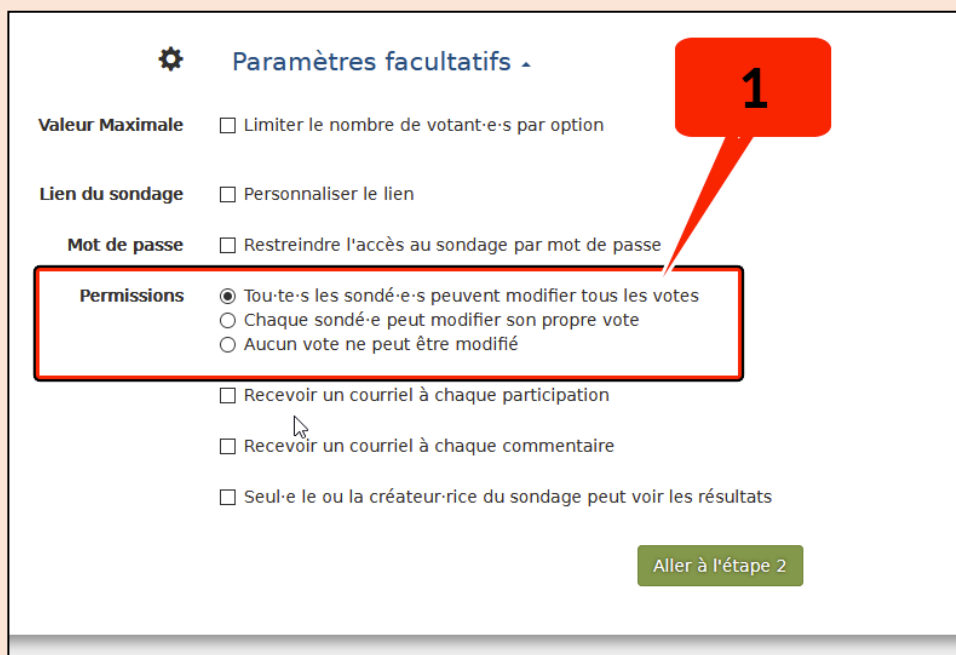 Paramètres facultatifs
1
Valeur Maximale Limiter le nombre de votant·e·s par option
Lien du sondage Personnaliser le lien
Mot de passe Restreindre l'accès au sondage par mot de passe
Permissions Tou·te·s les sondé·e·s peuvent modifier tous les votes
Chaque sondé·e peut modifier son propre vote
Aucun vote ne peut être modifié
Recevoir un courriel à chaque participation
Recevoir un courriel à chaque commentaire
Seul·e le ou la créateur·rice du sondage peut voir les résultats
Aller à l'étape 2